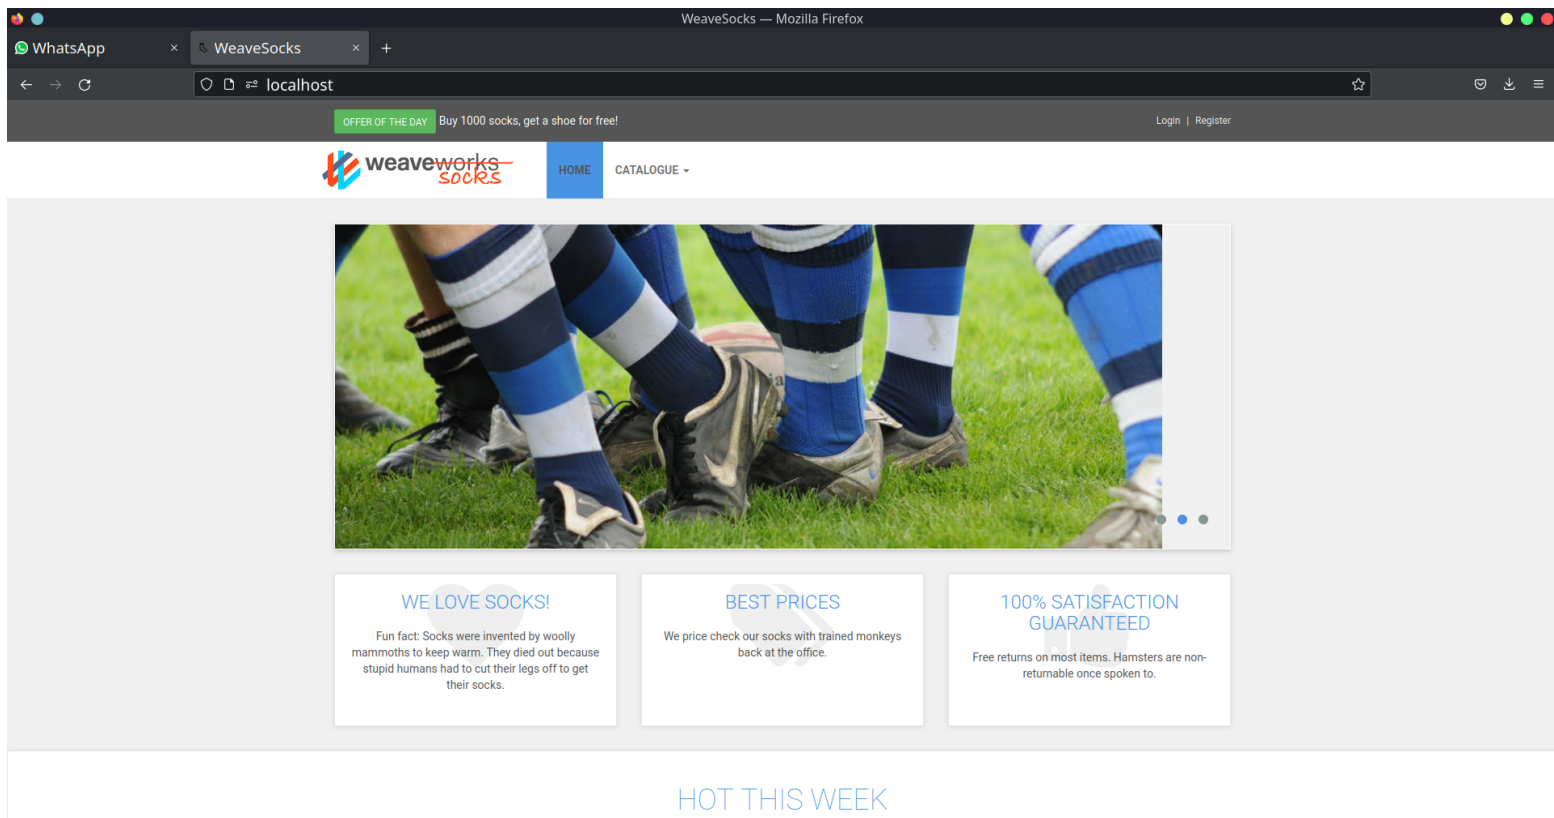 WeaveSocks — Mozilla Firefox
WhatsApp
WeaveSocks
localhost
OFFER OF THE DAY Buy 1000 socks, get a shoe for free!
Login | Register
weaveworks
socks
HOME
CATALOGUE
WE LOVE SOCKS!
Fun fact: Socks were invented by woolly
mammoths to keep warm. They died out because
stupid humans had to cut their legs off to get
their socks.
BEST PRICES
We price check our socks with trained monkeys
back at the office.
100% SATISFACTION
GUARANTEED
Free returns on most items. Hamsters are non-
returnable once spoken to.
HOT THIS WEEK